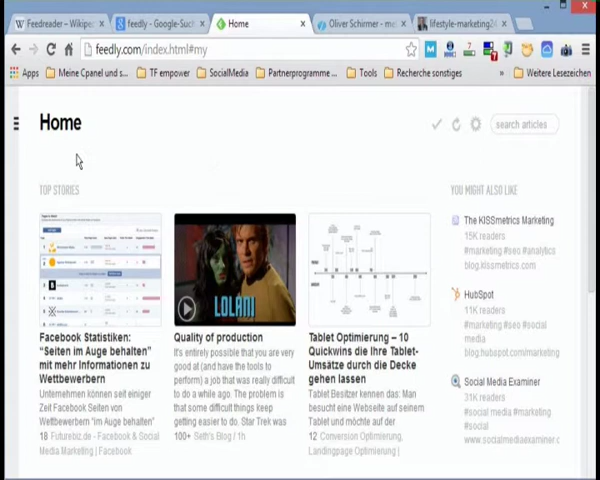 Feedreader – Wikiped
feedly - Google-Such
Home
Oliver Schirmer - me
lifestyle-marketing24
feedly.com/index.html#my
Apps
Meine Cpanel und s...
TF empower
SocialMedia
Partnerprogramme ...
Tools
Recherche sonstiges
Weitere Lesezeichen
Home
search articles
TOP STORIES
YOU MIGHT ALSO LIKE
LOLANI
Facebook Statistiken:
"Seiten im Auge behalten"
mit mehr Informationen zu
Wettbewerbern
Unternehmen können seit einiger
Zeit Facebook Seiten von
Wettbewerbern "im Auge behalten"
18 Futurebiz.de - Facebook & Social
Media Marketing | Facebook
Quality of production
It's entirely possible that you are very
good at (and have the tools to
perform) a job that was really difficult
to do a while ago. The problem is
that some difficult things keep
getting easier to do. Star Trek was
100+ Seth's Blog / 1h
Tablet Optimierung – 10
Quickwins die Ihre Tablet-
Umsätze durch die Decke
gehen lassen
Tablet Besitzer kennen das: Man
besucht eine Webseite auf seinem
Tablet und möchte auf der
12 Conversion Optimierung,
Landingpage Optimierung |
The KISSmetrics Marketing
15K readers
#marketing #seo #analytics
blog.kissmetrics.com
HubSpot
11K readers
#marketing #seo #social
media
blog.hubspot.com/marketing
Social Media Examiner
31K readers
#social media #marketing
#social
www.socialmediaexaminer.c